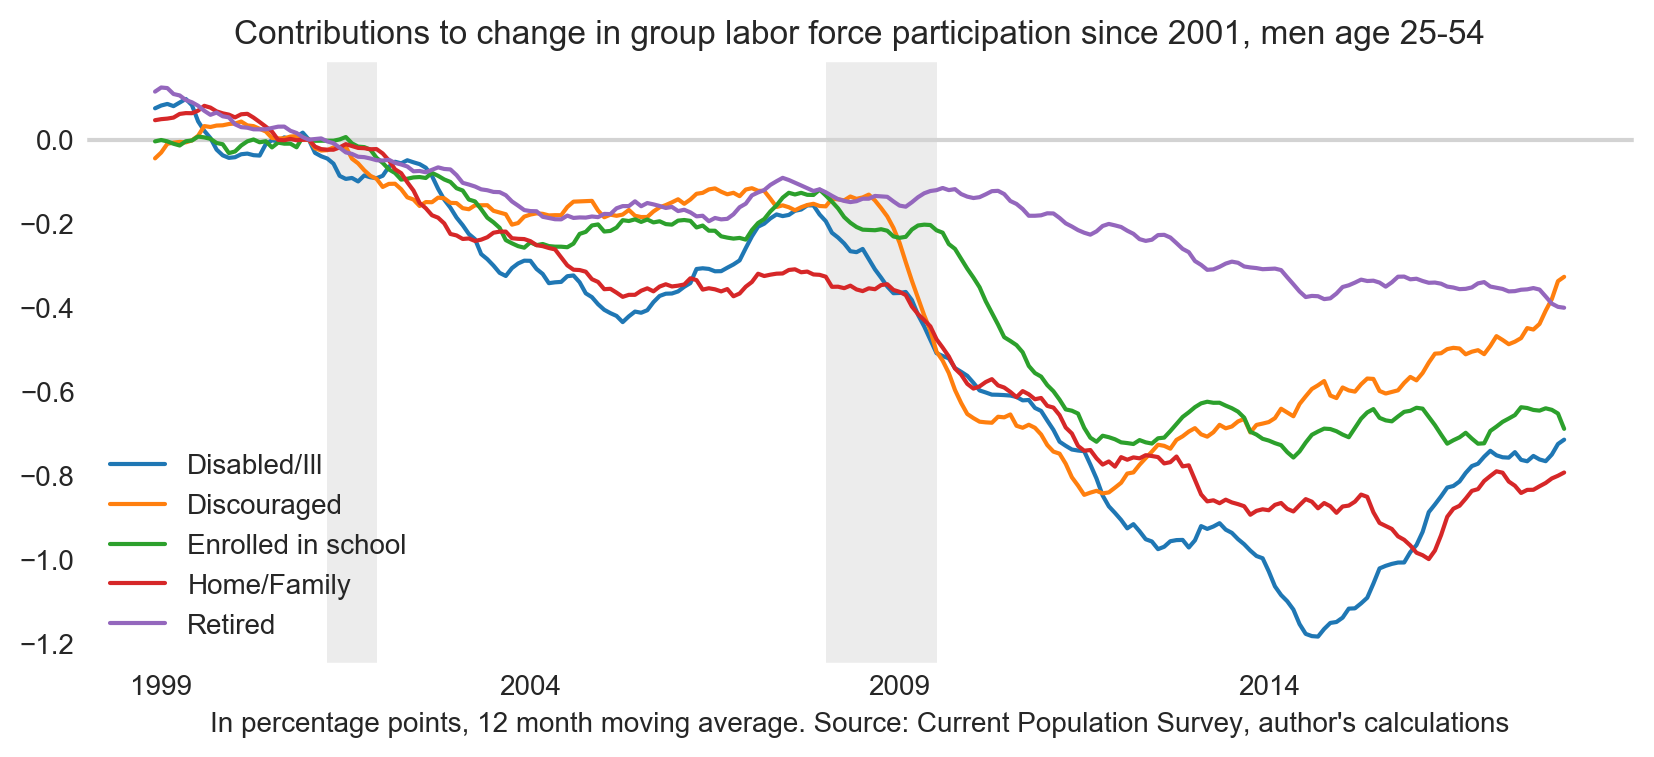 Contributions to change in group labor force participation since 2001, men age 25-54
0.0
−0.2
−0.4
−0.6
−0.8
−1.0
−1.2
Disabled/Ill
Discouraged
Enrolled in school
Home/Family
Retired
1999 2004 2009 2014
In percentage points, 12 month moving average. Source: Current Population Survey, author's calculations